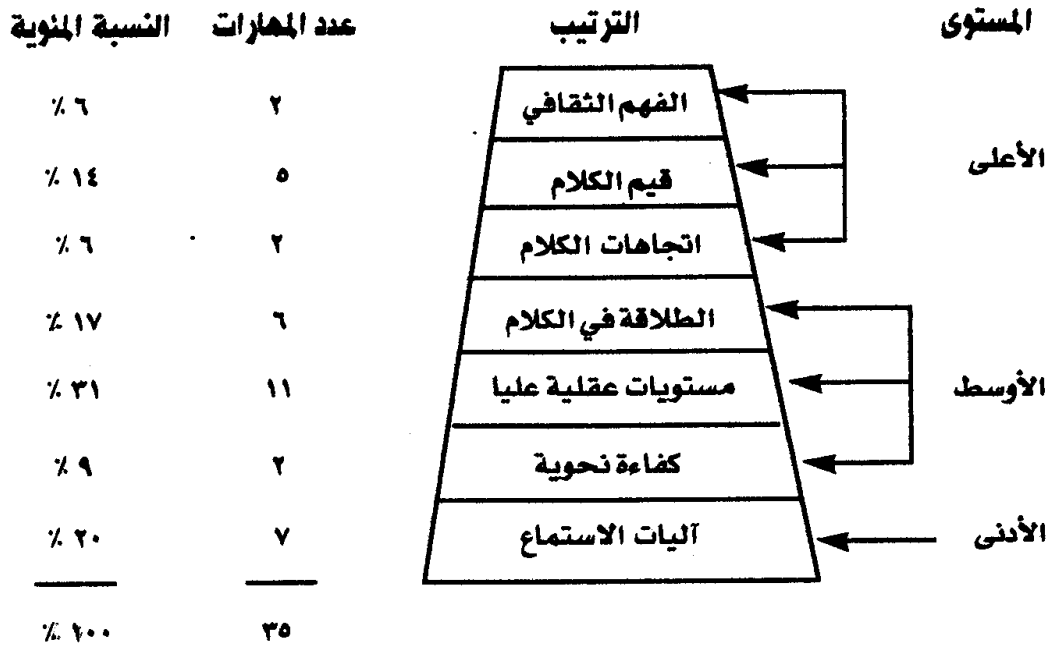 المستوى الترتيب عدد المهارات النسبة المئوية
الفهم الثقافي ٢ ٦ ٪
الأعلى
قيم الكلام ٥ ١٤ ٪
اتجاهات الكلام ٢ ٦ ٪
الطلاقة في الكلام ٦ ١٧ ٪
الأوسط مستويات عقلية عليا ١١ ٣١ ٪
كفاءة نحوية ٢ ٩ ٪
الأدنى آليات الاستماع ٧ ٢٠ ٪
٣٥ ١٠٠ ٪